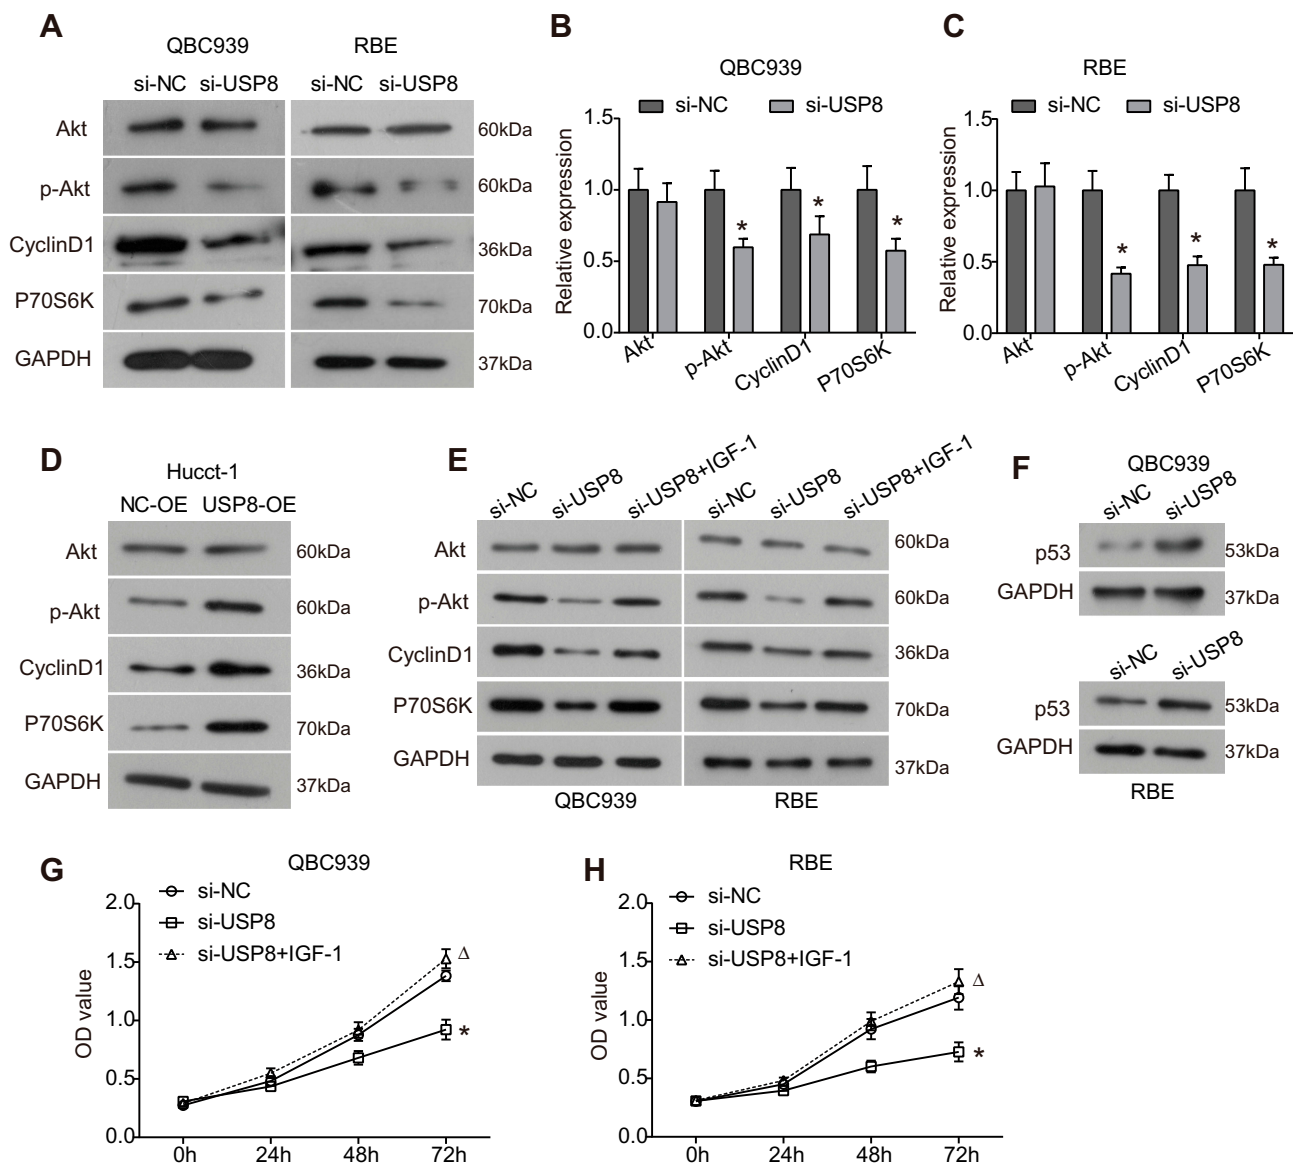 A
QBC939 RBE
si-NC si-USP8 si-NC si-USP8
Akt 60kDa
p-Akt 60kDa
CyclinD1 36kDa
P70S6K 70kDa
GAPDH 37kDa
B
QBC939
si-NC si-USP8
Relative expression
1.5
1.0
0.5
0.0
Akt p-Akt CyclinD1 P70S6K
* * *
C
RBE
si-NC si-USP8
Relative expression
1.5
1.0
0.5
0.0
Akt p-Akt CyclinD1 P70S6K
* * *
D
Hucct-1
NC-OE USP8-OE
Akt 60kDa
p-Akt 60kDa
CyclinD1 36kDa
P70S6K 70kDa
GAPDH 37kDa
E
si-NC si-USP8 si-USP8+IGF-1 si-NC si-USP8 si-USP8+IGF-1
Akt 60kDa
p-Akt 60kDa
CyclinD1 36kDa
P70S6K 70kDa
GAPDH 37kDa
QBC939 RBE
F
QBC939
si-NC si-USP8
p53 53kDa
GAPDH 37kDa
si-NC si-USP8
p53 53kDa
GAPDH 37kDa
RBE
G
QBC939
si-NC
si-USP8
si-USP8+IGF-1
OD value
2.0
1.5
1.0
0.5
0.0
0h 24h 48h 72h
Δ
*
H
RBE
si-NC
si-USP8
si-USP8+IGF-1
OD value
2.0
1.5
1.0
0.5
0.0
0h 24h 48h 72h
Δ
*